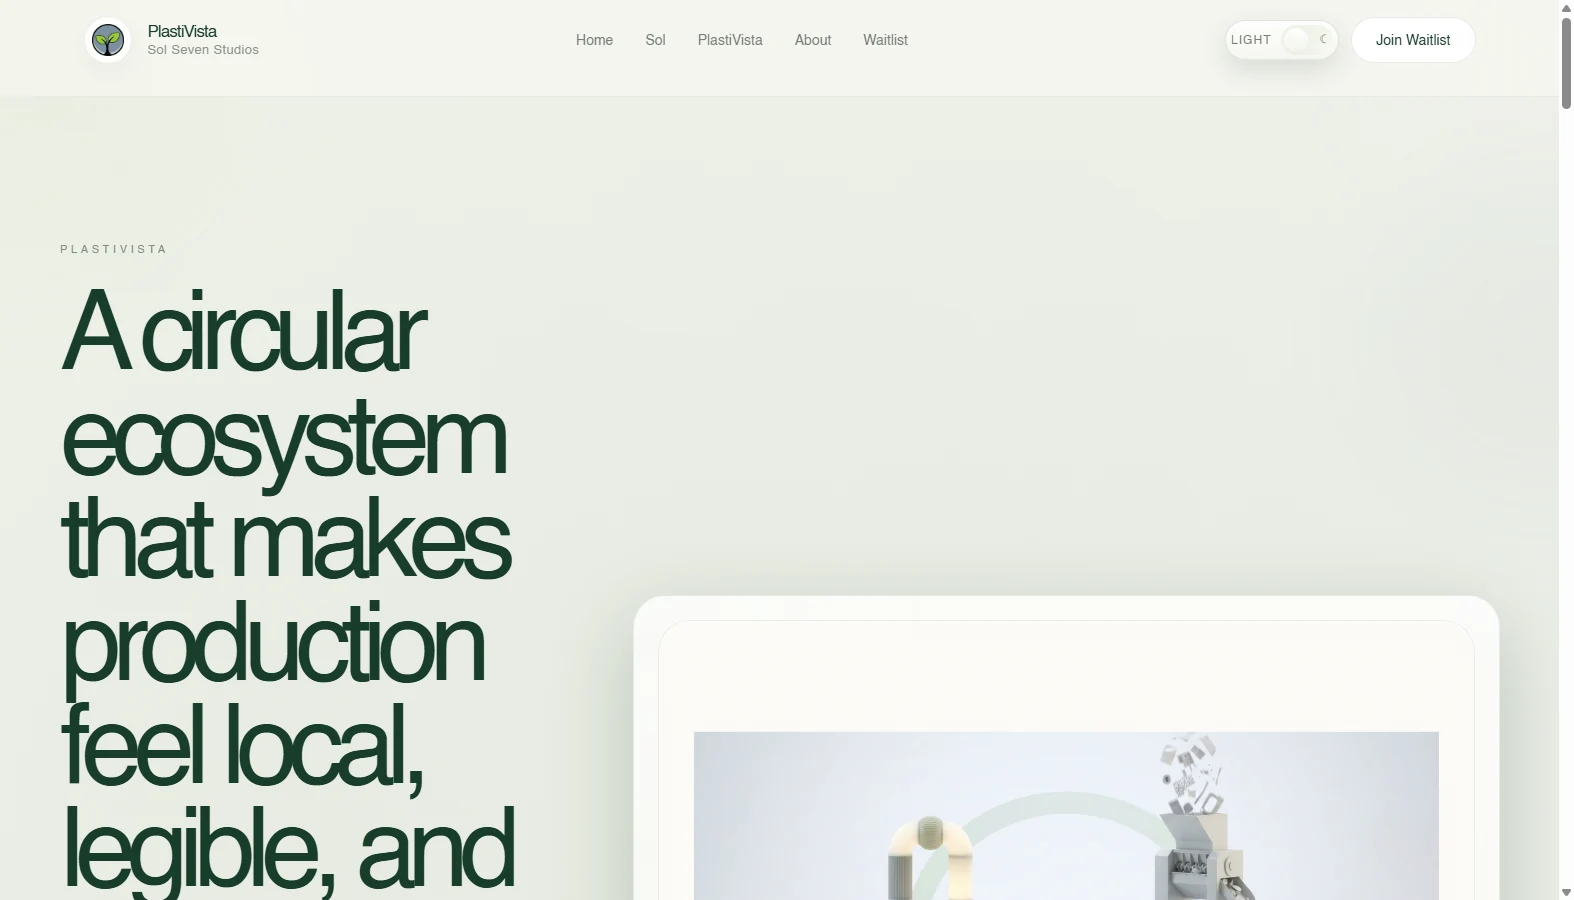 PlastiVista
Sol Seven Studios
Home
Sol
PlastiVista
About
Waitlist
LIGHT
Join Waitlist
PLASTIVISTA
A circular
ecosystem
that makes
production
feel local,
legible, and